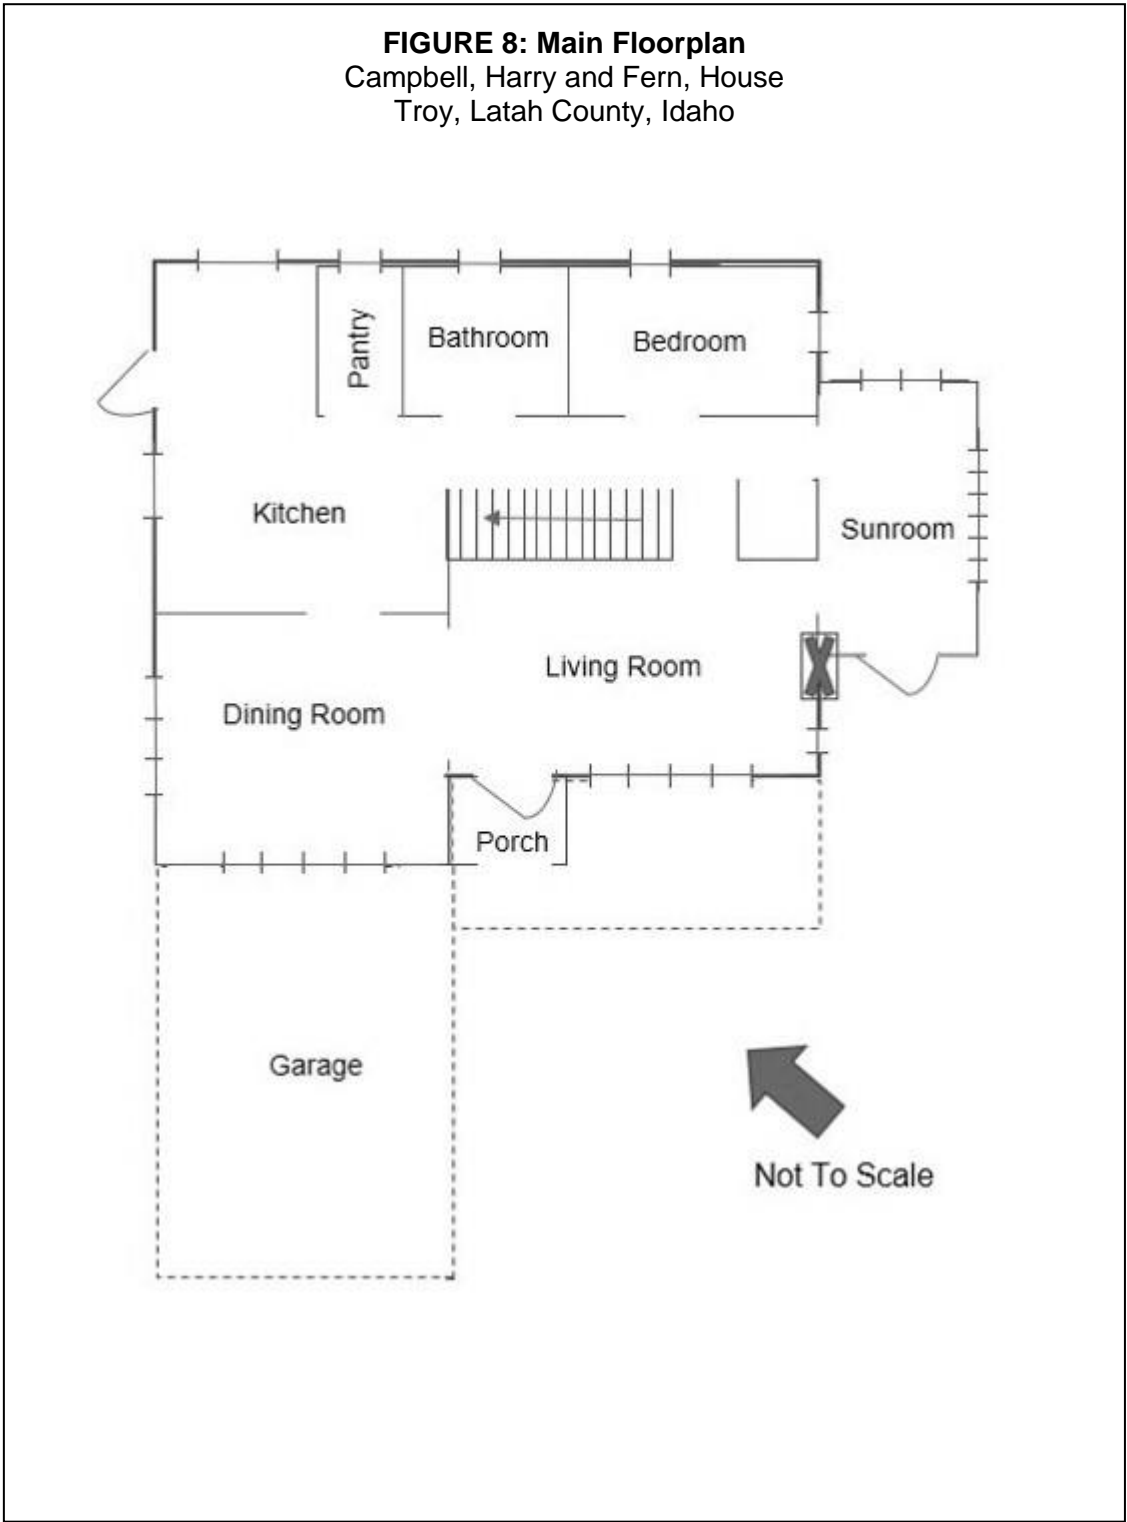 FIGURE 8: Main Floorplan
Campbell, Harry and Fern, House
Troy, Latah County, Idaho
Pantry
Bathroom
Bedroom
Kitchen
Sunroom
Living Room
Dining Room
Porch
Garage
Not To Scale